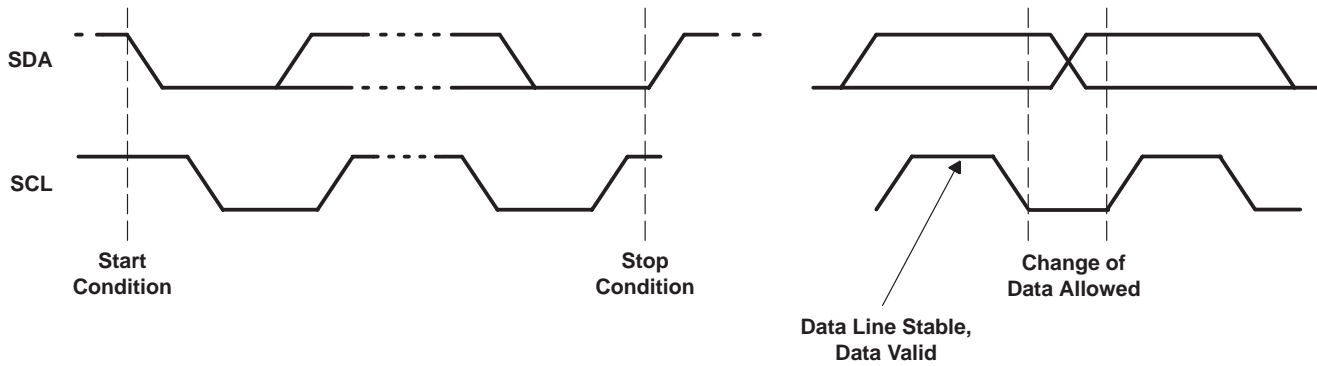 SDA
SCL
Start
Condition
Stop
Condition
Change of
Data Allowed
Data Line Stable,
Data Valid